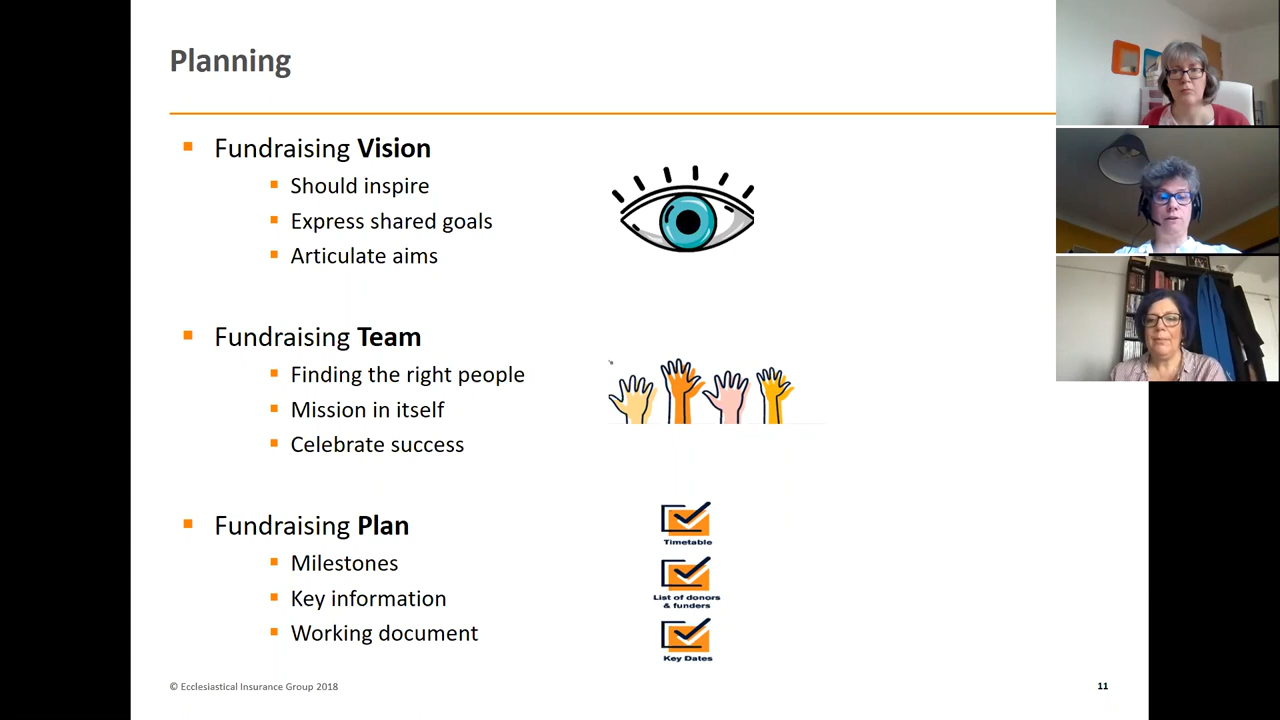 Planning
Fundraising Vision
Should inspire
Express shared goals
Articulate aims
Fundraising Team
Finding the right people
Mission in itself
Celebrate success
Fundraising Plan
Milestones
Key information
Working document
Timetable
List of donors
& funders
Key Dates
© Ecclesiastical Insurance Group 2018
11